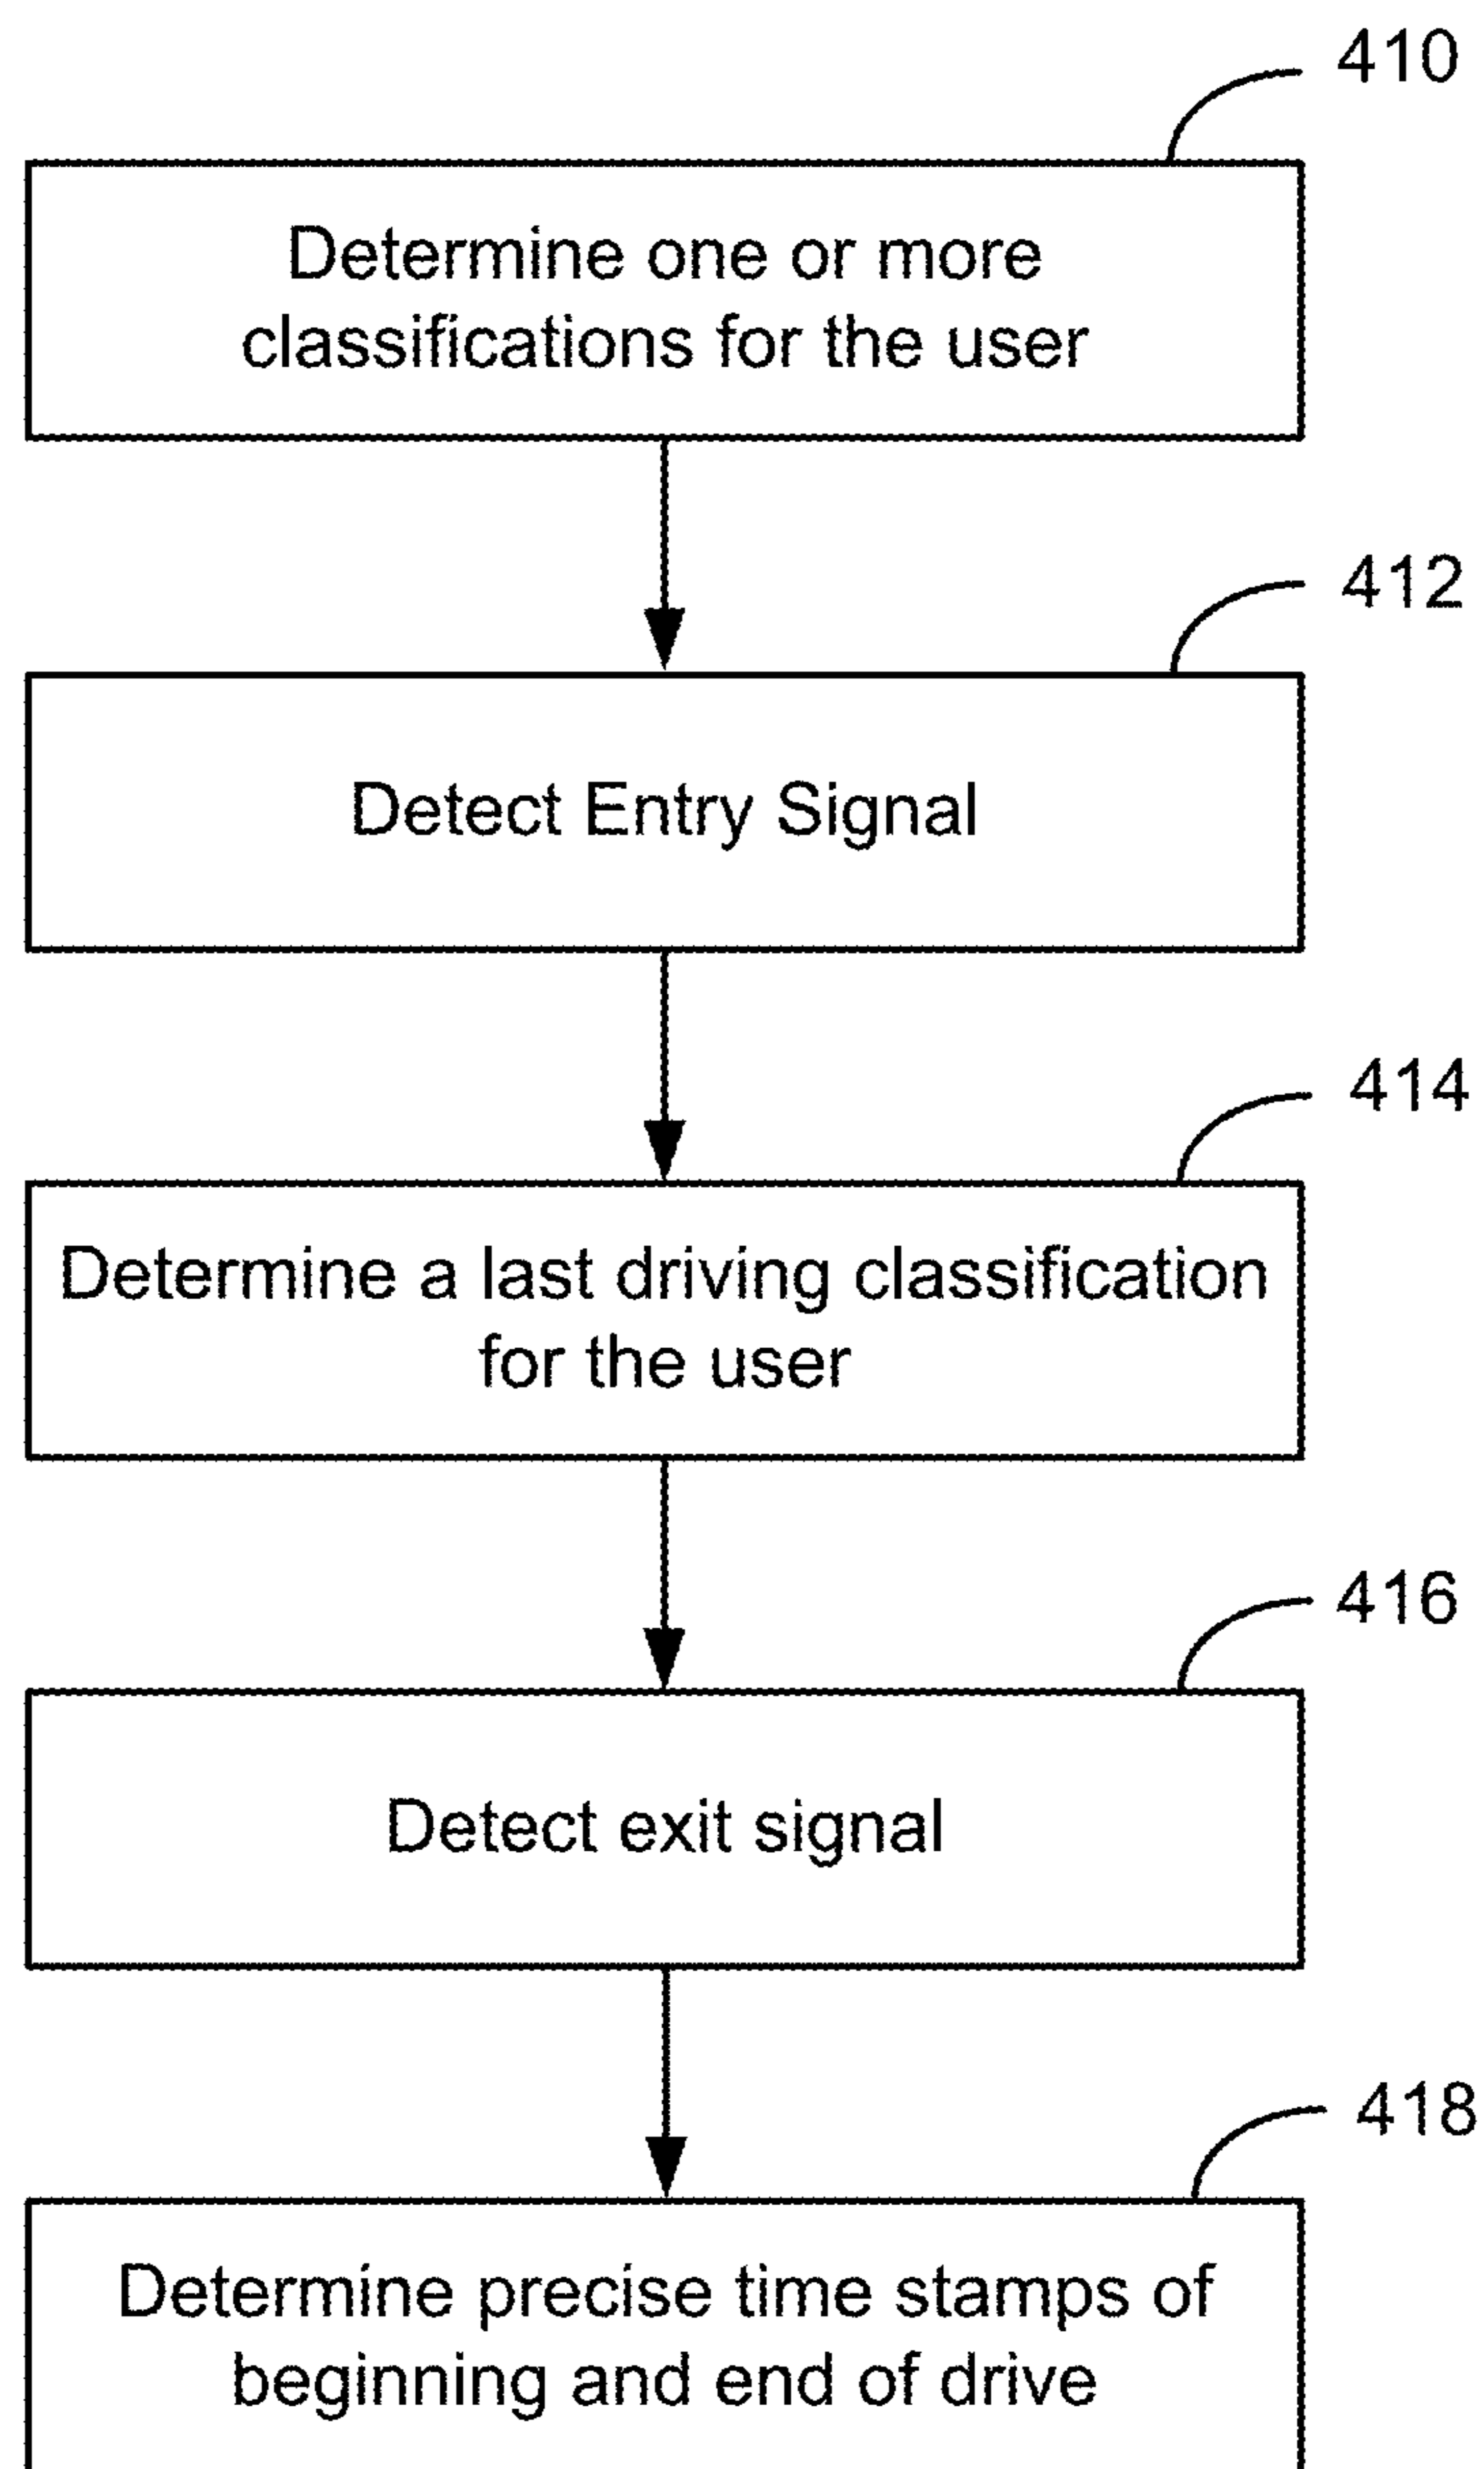 410
Determine one or more
classifications for the user
412
Detect Entry Signal
414
Determine a last driving classification
for the user
416
Detect exit signal
418
Determine precise time stamps of
beginning and end of drive